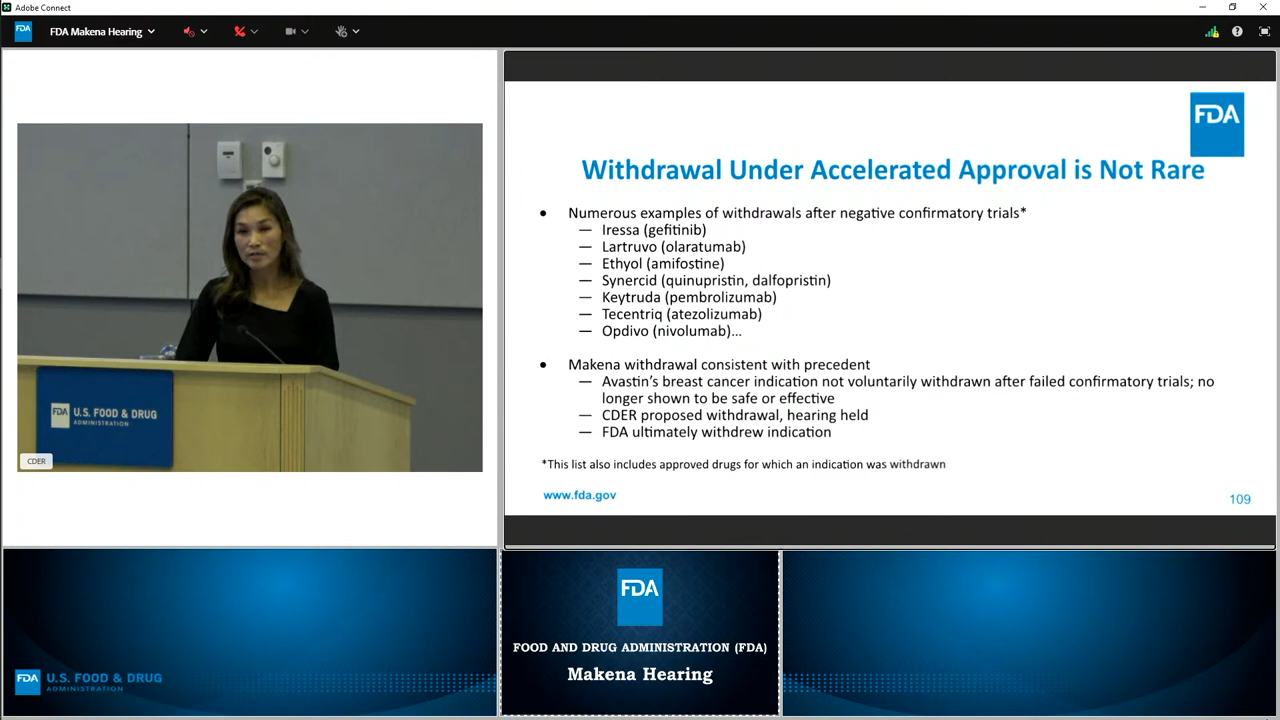 Adobe Connect
FDA
FDA Makena Hearing
FDA
Withdrawal Under Accelerated Approval is Not Rare
• Numerous examples of withdrawals after negative confirmatory trials*
— Iressa (gefitinib)
— Lartruvo (olaratumab)
— Ethyol (amifostine)
— Synercid (quinupristin, dalfopristin)
— Keytruda (pembrolizumab)
— Tecentriq (atezolizumab)
— Opdivo (nivolumab)…
• Makena withdrawal consistent with precedent
— Avastin's breast cancer indication not voluntarily withdrawn after failed confirmatory trials; no
longer shown to be safe or effective
— CDER proposed withdrawal, hearing held
— FDA ultimately withdrew indication
*This list also includes approved drugs for which an indication was withdrawn
www.fda.gov
109
FDA U.S. FOOD & DRUG
ADMINISTRATION
CDER
FDA U.S. FOOD & DRUG
ADMINISTRATION
FDA
FOOD AND DRUG ADMINISTRATION (FDA)
Makena Hearing